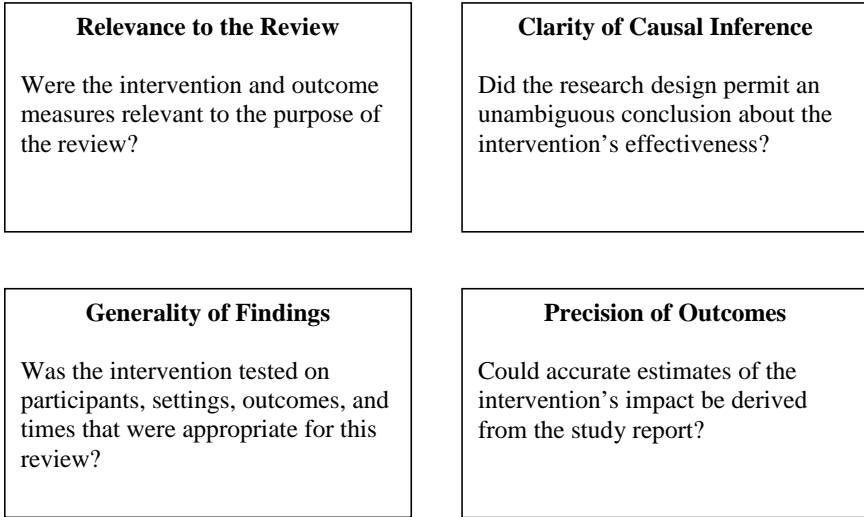 Relevance to the Review
Were the intervention and outcome
measures relevant to the purpose of
the review?
Clarity of Causal Inference
Did the research design permit an
unambiguous conclusion about the
intervention’s effectiveness?
Generality of Findings
Was the intervention tested on
participants, settings, outcomes, and
times that were appropriate for this
review?
Precision of Outcomes
Could accurate estimates of the
intervention’s impact be derived
from the study report?